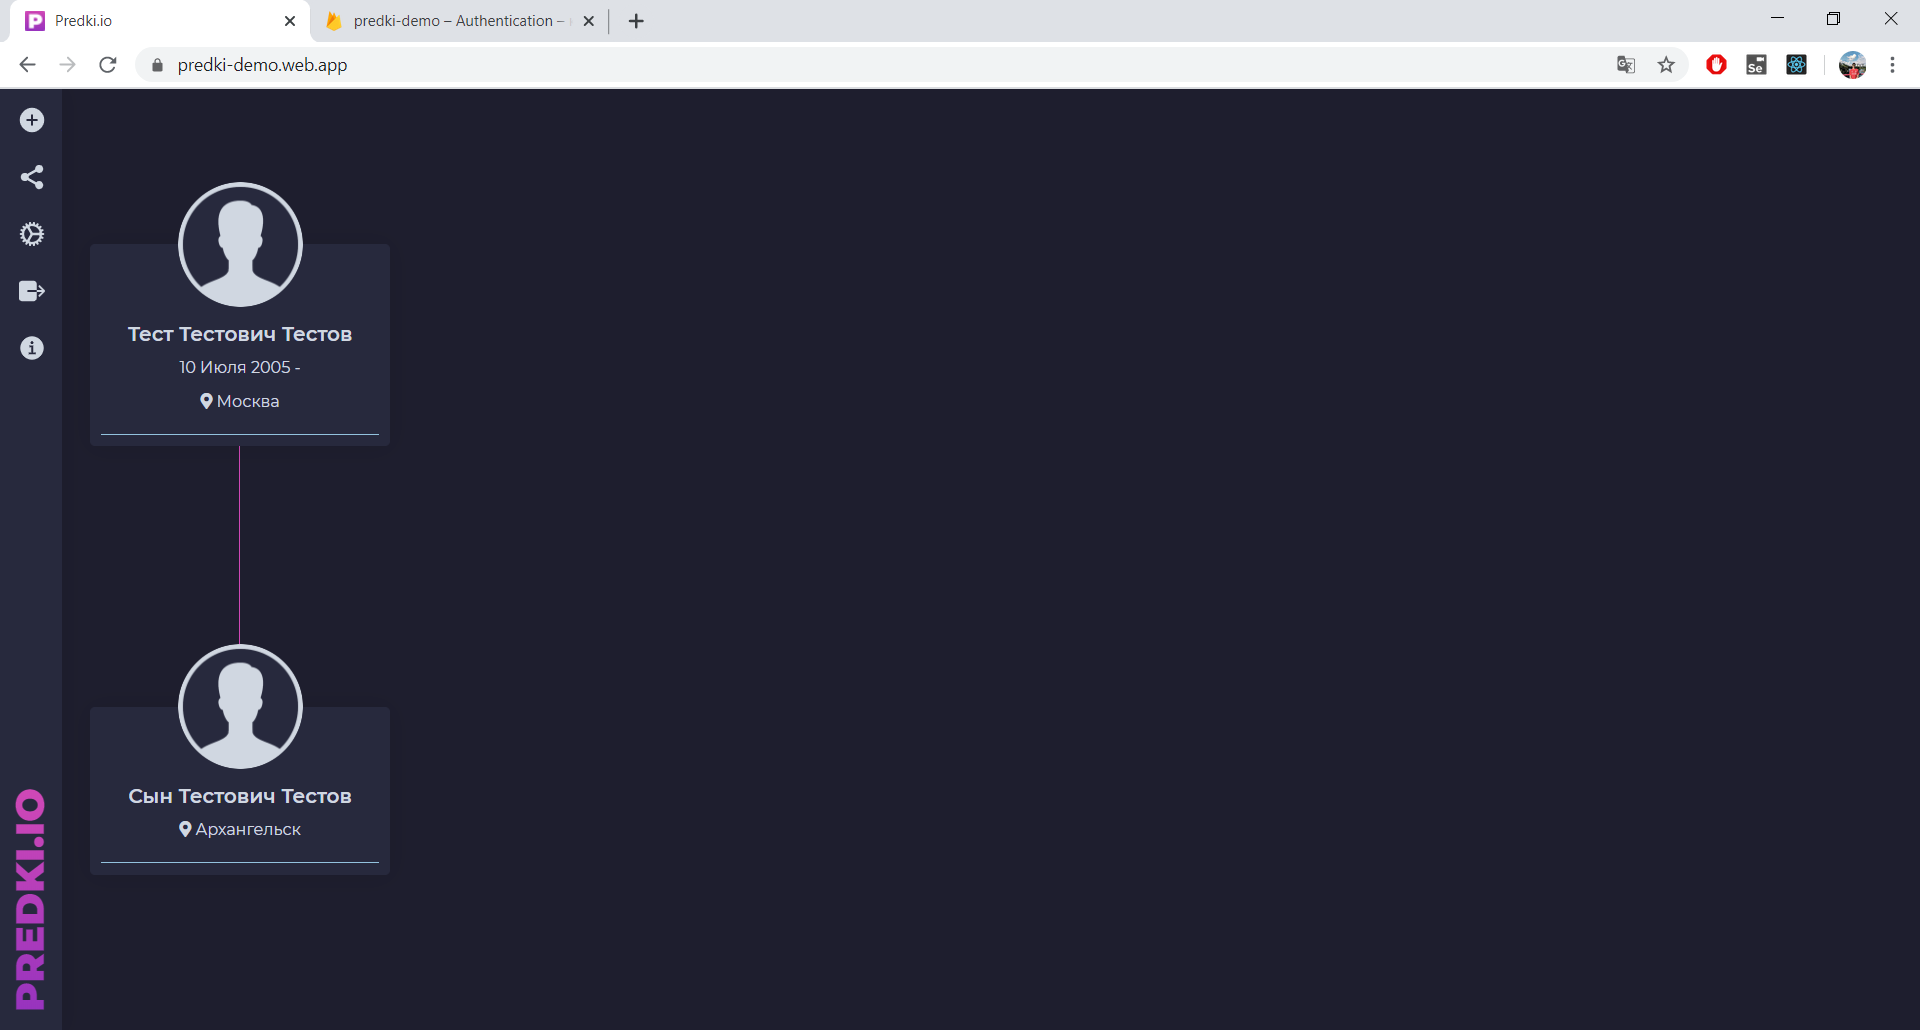 Predki.io
predki-demo – Authentication –
predki-demo.web.app
Se
Тест Тестович Тестов
10 Июля 2005 -
Москва
Сын Тестович Тестов
Архангельск
PREDKI.IO